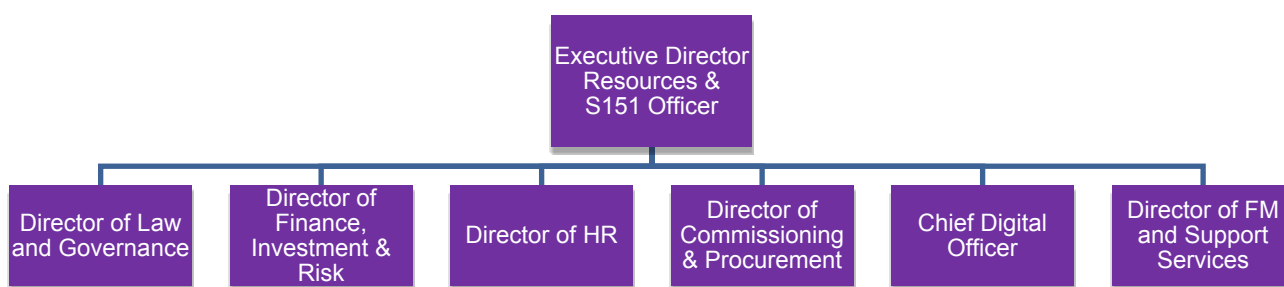 Executive Director
Resources &
S151 Officer
Director of Law
and Governance
Director of
Finance,
Investment &
Risk
Director of HR
Director of
Commissioning
& Procurement
Chief Digital
Officer
Director of FM
and Support
Services